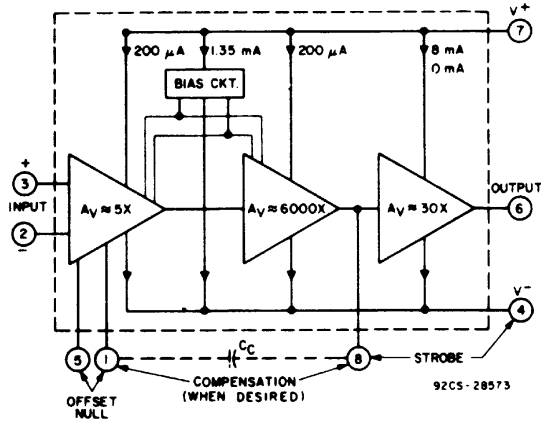 V+
7
200 μA
1.35 mA
200 μA
8 mA
0 mA
BIAS CKT.
+
3
INPUT
2
−
AV ≈ 5X
AV ≈ 6000X
AV ≈ 30X
OUTPUT
6
V−
4
CC
5
1
8
STROBE
OFFSET
NULL
COMPENSATION
(WHEN DESIRED)
92CS-28573